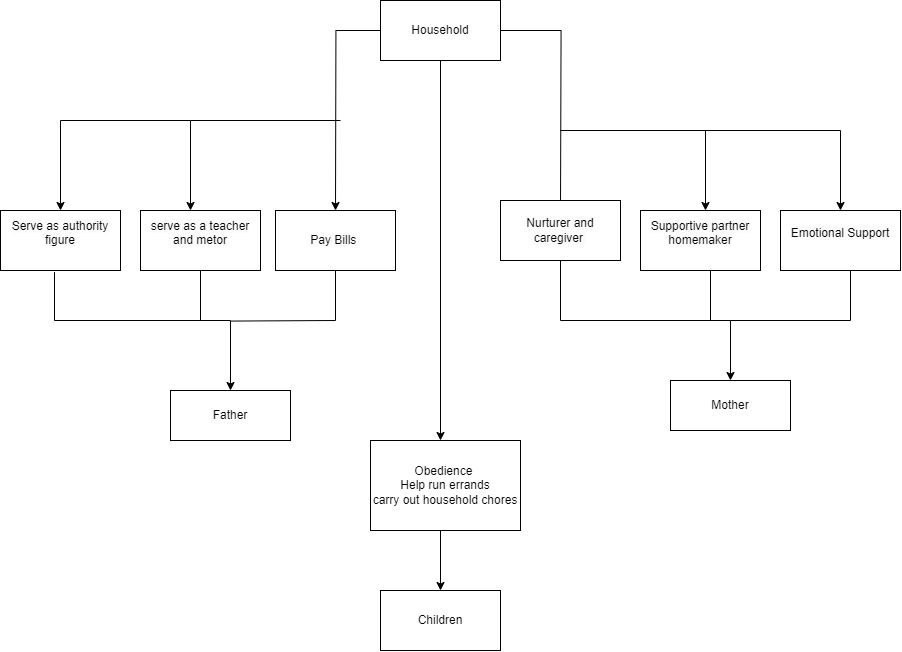 Household
Serve as authority
figure
serve as a teacher
and metor
Pay Bills
Nurturer and
caregiver
Supportive partner
homemaker
Emotional Support
Father
Mother
Obedience
Help run errands
carry out household chores
Children